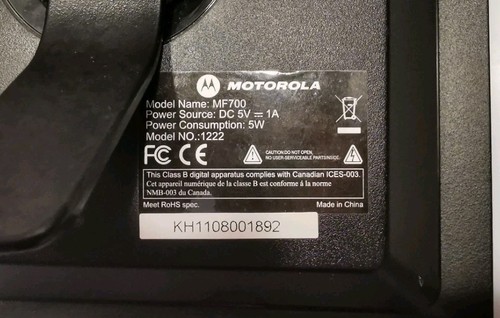 MOTOROLA
Model Name: MF700
Power Source: DC 5V ⎓ 1A
Power Consumption: 5W
Model NO.:1222
FC CE
CAUTION DO NOT OPEN,
NO USER-SERVICEABLE PARTS INSIDE.
This Class B digital apparatus complies with Canadian ICES-003.
Cet appareil numérique de la classe B est conforme á la norme
NMB-003 du Canada.
Meet RoHS spec. Made in China
KH1108001892